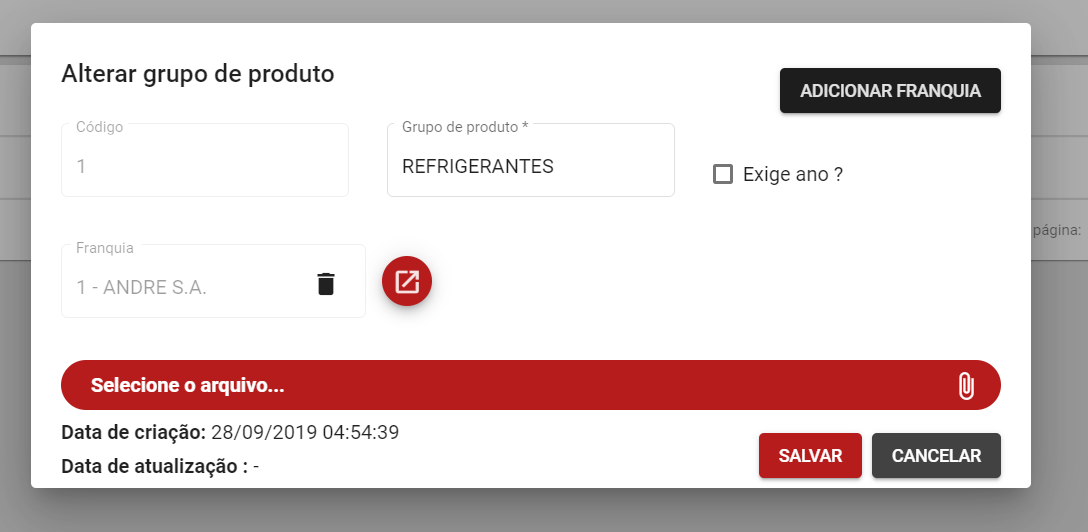 Alterar grupo de produto
ADICIONAR FRANQUIA
Código
1
Grupo de produto *
REFRIGERANTES
Exige ano ?
página:
Franquia
1 - ANDRE S.A.
Selecione o arquivo...
Data de criação: 28/09/2019 04:54:39
Data de atualização : -
SALVAR
CANCELAR